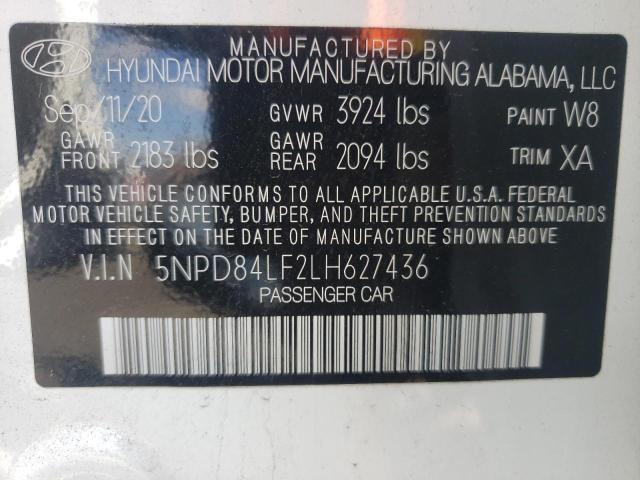 MANUFACTURED BY
HYUNDAI MOTOR MANUFACTURING ALABAMA, LLC
Sep/11/20 GVWR 3924 lbs PAINT W8
GAWR FRONT 2183 lbs GAWR REAR 2094 lbs TRIM XA
THIS VEHICLE CONFORMS TO ALL APPLICABLE U.S.A. FEDERAL
MOTOR VEHICLE SAFETY, BUMPER, AND THEFT PREVENTION STANDARDS
IN EFFECT ON THE DATE OF MANUFACTURE SHOWN ABOVE.
V.I.N 5NPD84LF2LH627436
PASSENGER CAR